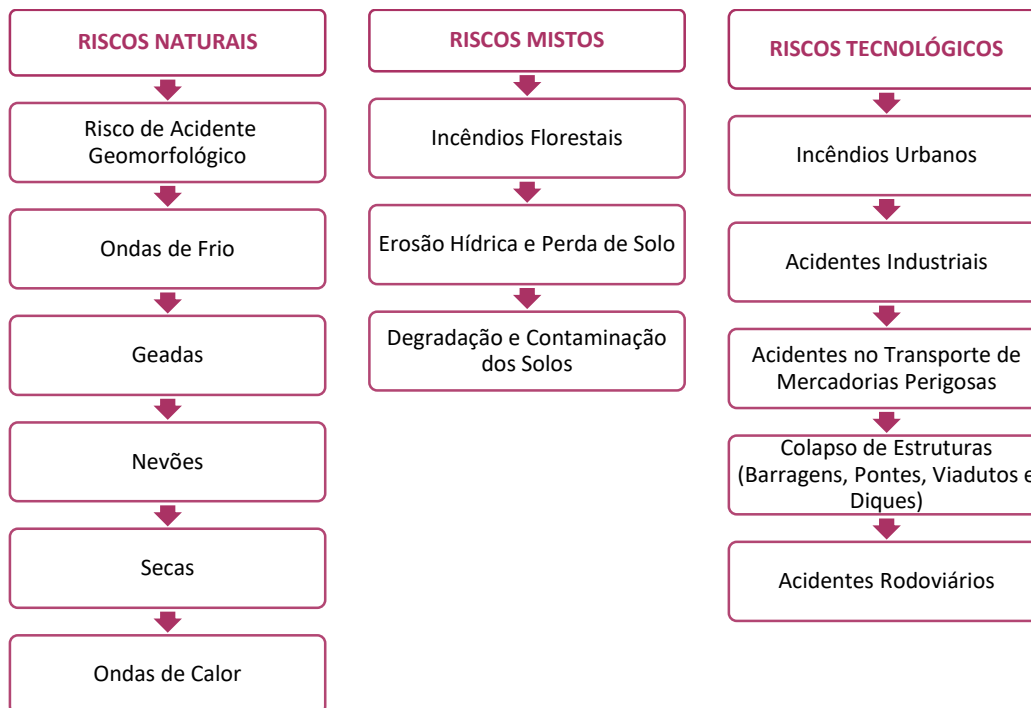 RISCOS NATURAIS
Risco de Acidente
Geomorfológico
Ondas de Frio
Geadas
Nevões
Secas
Ondas de Calor
RISCOS MISTOS
Incêndios Florestais
Erosão Hídrica e Perda de Solo
Degradação e Contaminação
dos Solos
RISCOS TECNOLÓGICOS
Incêndios Urbanos
Acidentes Industriais
Acidentes no Transporte de
Mercadorias Perigosas
Colapso de Estruturas
(Barragens, Pontes, Viadutos e
Diques)
Acidentes Rodoviários